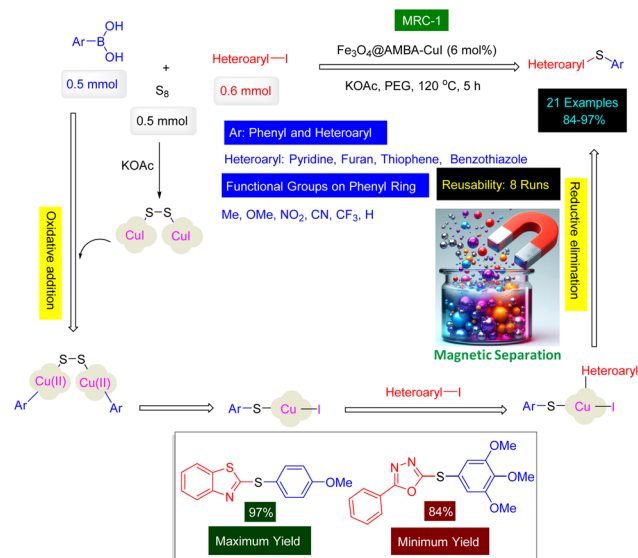 MRC-1
OH
Ar-B
OH
0.5 mmol
+
S8
0.5 mmol
Heteroaryl—I
0.6 mmol
Fe3O4@AMBA-CuI (6 mol%)
KOAc, PEG, 120 °C, 5 h
Heteroaryl S Ar
21 Examples
84-97%
Ar: Phenyl and Heteroaryl
Heteroaryl: Pyridine, Furan, Thiophene, Benzothiazole
Functional Groups on Phenyl Ring
Me, OMe, NO2, CN, CF3, H
Reusability: 8 Runs
KOAc
S–S
CuI CuI
Oxidative addition
Magnetic Separation
Reductive elimination
S–S
Cu(II) Cu(II)
Ar Ar
Ar–S Cu–I
Heteroaryl—I
Heteroaryl
Ar–S Cu I
S
N
S
OMe
97%
Maximum Yield
N–N
O
S
OMe
OMe
OMe
84%
Minimum Yield